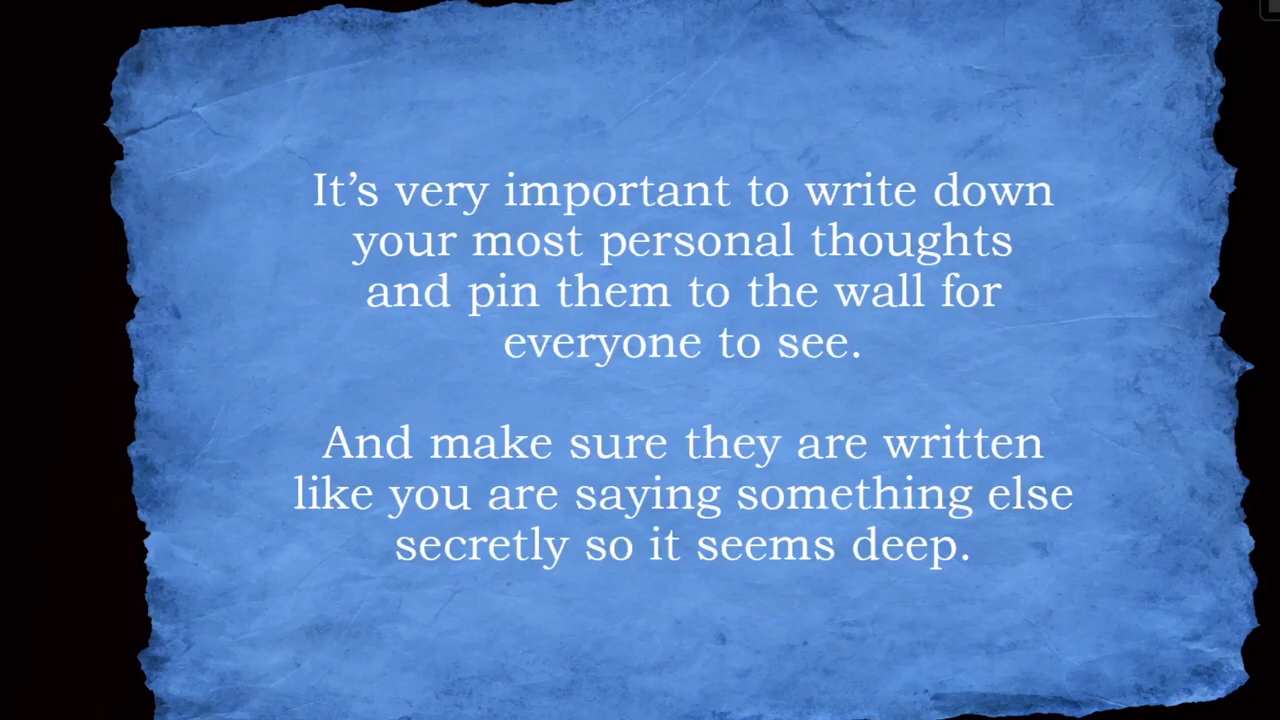 It’s very important to write down
your most personal thoughts
and pin them to the wall for
everyone to see.
And make sure they are written
like you are saying something else
secretly so it seems deep.